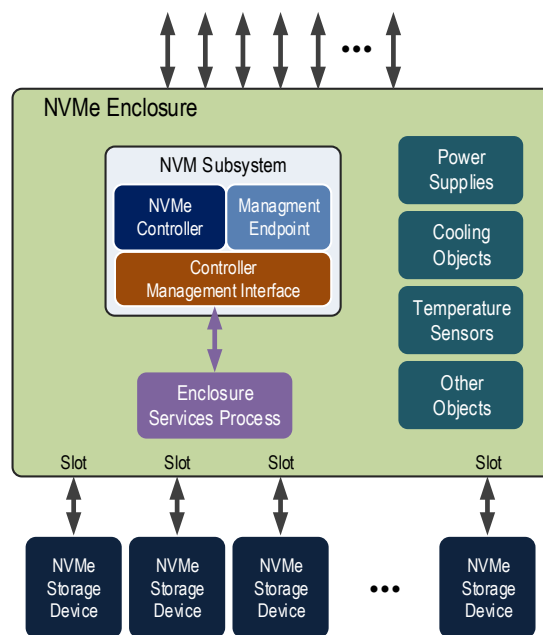 •••
NVMe Enclosure
NVM Subsystem
NVMe
Controller
Managment
Endpoint
Controller
Management Interface
Enclosure
Services Process
Power
Supplies
Cooling
Objects
Temperature
Sensors
Other
Objects
Slot
Slot
Slot
Slot
NVMe
Storage
Device
NVMe
Storage
Device
NVMe
Storage
Device
•••
NVMe
Storage
Device